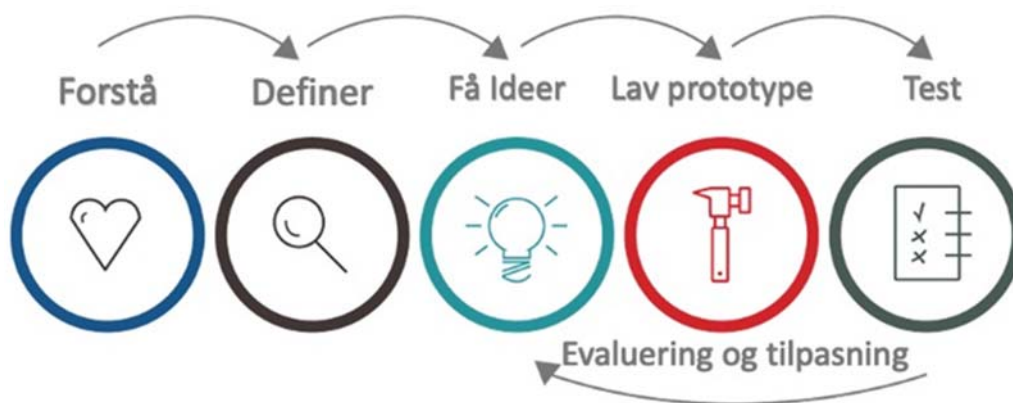 Forstå
Definer
Få Ideer
Lav prototype
Test
Evaluering og tilpasning